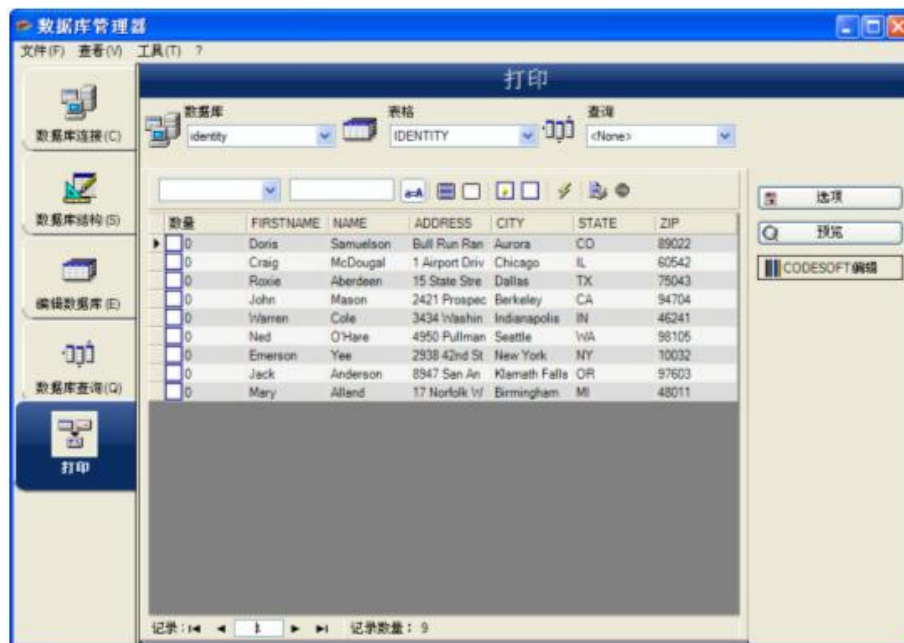 数据库管理器
文件(F) 查看(V) 工具(T) ?
打印
数据库连接(C)
数据库结构(S)
编辑数据库(E)
数据库查询(Q)
打印
数据库 表格 查询
identity IDENTITY <None>
a=A
数量 FIRSTNAME NAME ADDRESS CITY STATE ZIP
0 Doris Samuelson Bull Run Ran Aurora CO 89022
0 Craig McDougal 1 Airport Driv Chicago IL 60542
0 Roxie Aberdeen 15 State Stre Dallas TX 75043
0 John Mason 2421 Prospec Berkeley CA 94704
0 Warren Cole 3434 Washin Indianapolis IN 46241
0 Ned O'Hare 4950 Pullman Seattle WA 98105
0 Emerson Yee 2938 42nd St New York NY 10032
0 Jack Anderson 8947 San An Klamath Falls OR 97603
0 Mary Allend 17 Norfolk W Birmingham MI 48011
选项
预览
CODESOFT编辑
记录: 1 记录数量: 9